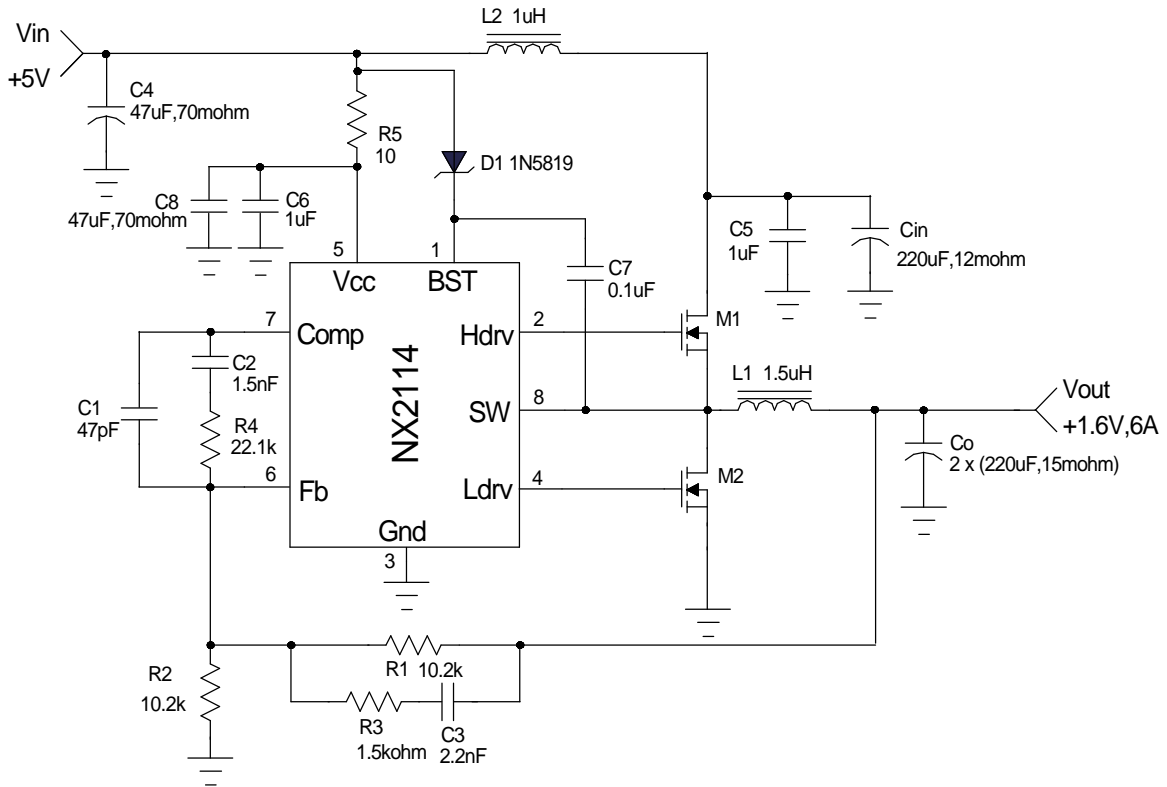 L2 1uH
Vin
+5V
C4
47uF,70mohm
R5
10
D1 1N5819
C8
47uF,70mohm
C6
1uF
C5
1uF
Cin
220uF,12mohm
5
1
Vcc
BST
C7
0.1uF
7
Comp
Hdrv
2
M1
C2
1.5nF
NX2114
L1 1.5uH
Vout
+1.6V,6A
SW
8
C1
47pF
R4
22.1k
Co
2 x (220uF,15mohm)
6
Fb
Ldrv
4
M2
Gnd
3
R1 10.2k
R2
10.2k
R3
1.5kohm
C3
2.2nF